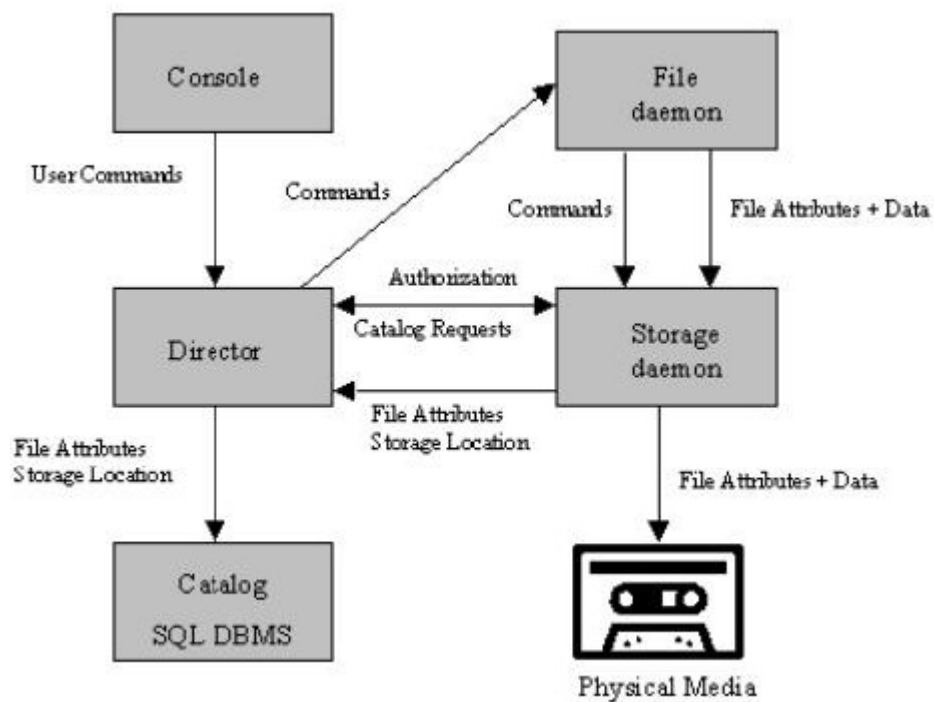 Console
File
daemon
User Commands
Commands
Commands
File Attributes + Data
Authorization
Director
Catalog Requests
Storage
daemon
File Attributes
Storage Location
File Attributes
Storage Location
File Attributes + Data
Catalog
SQL DBMS
Physical Media